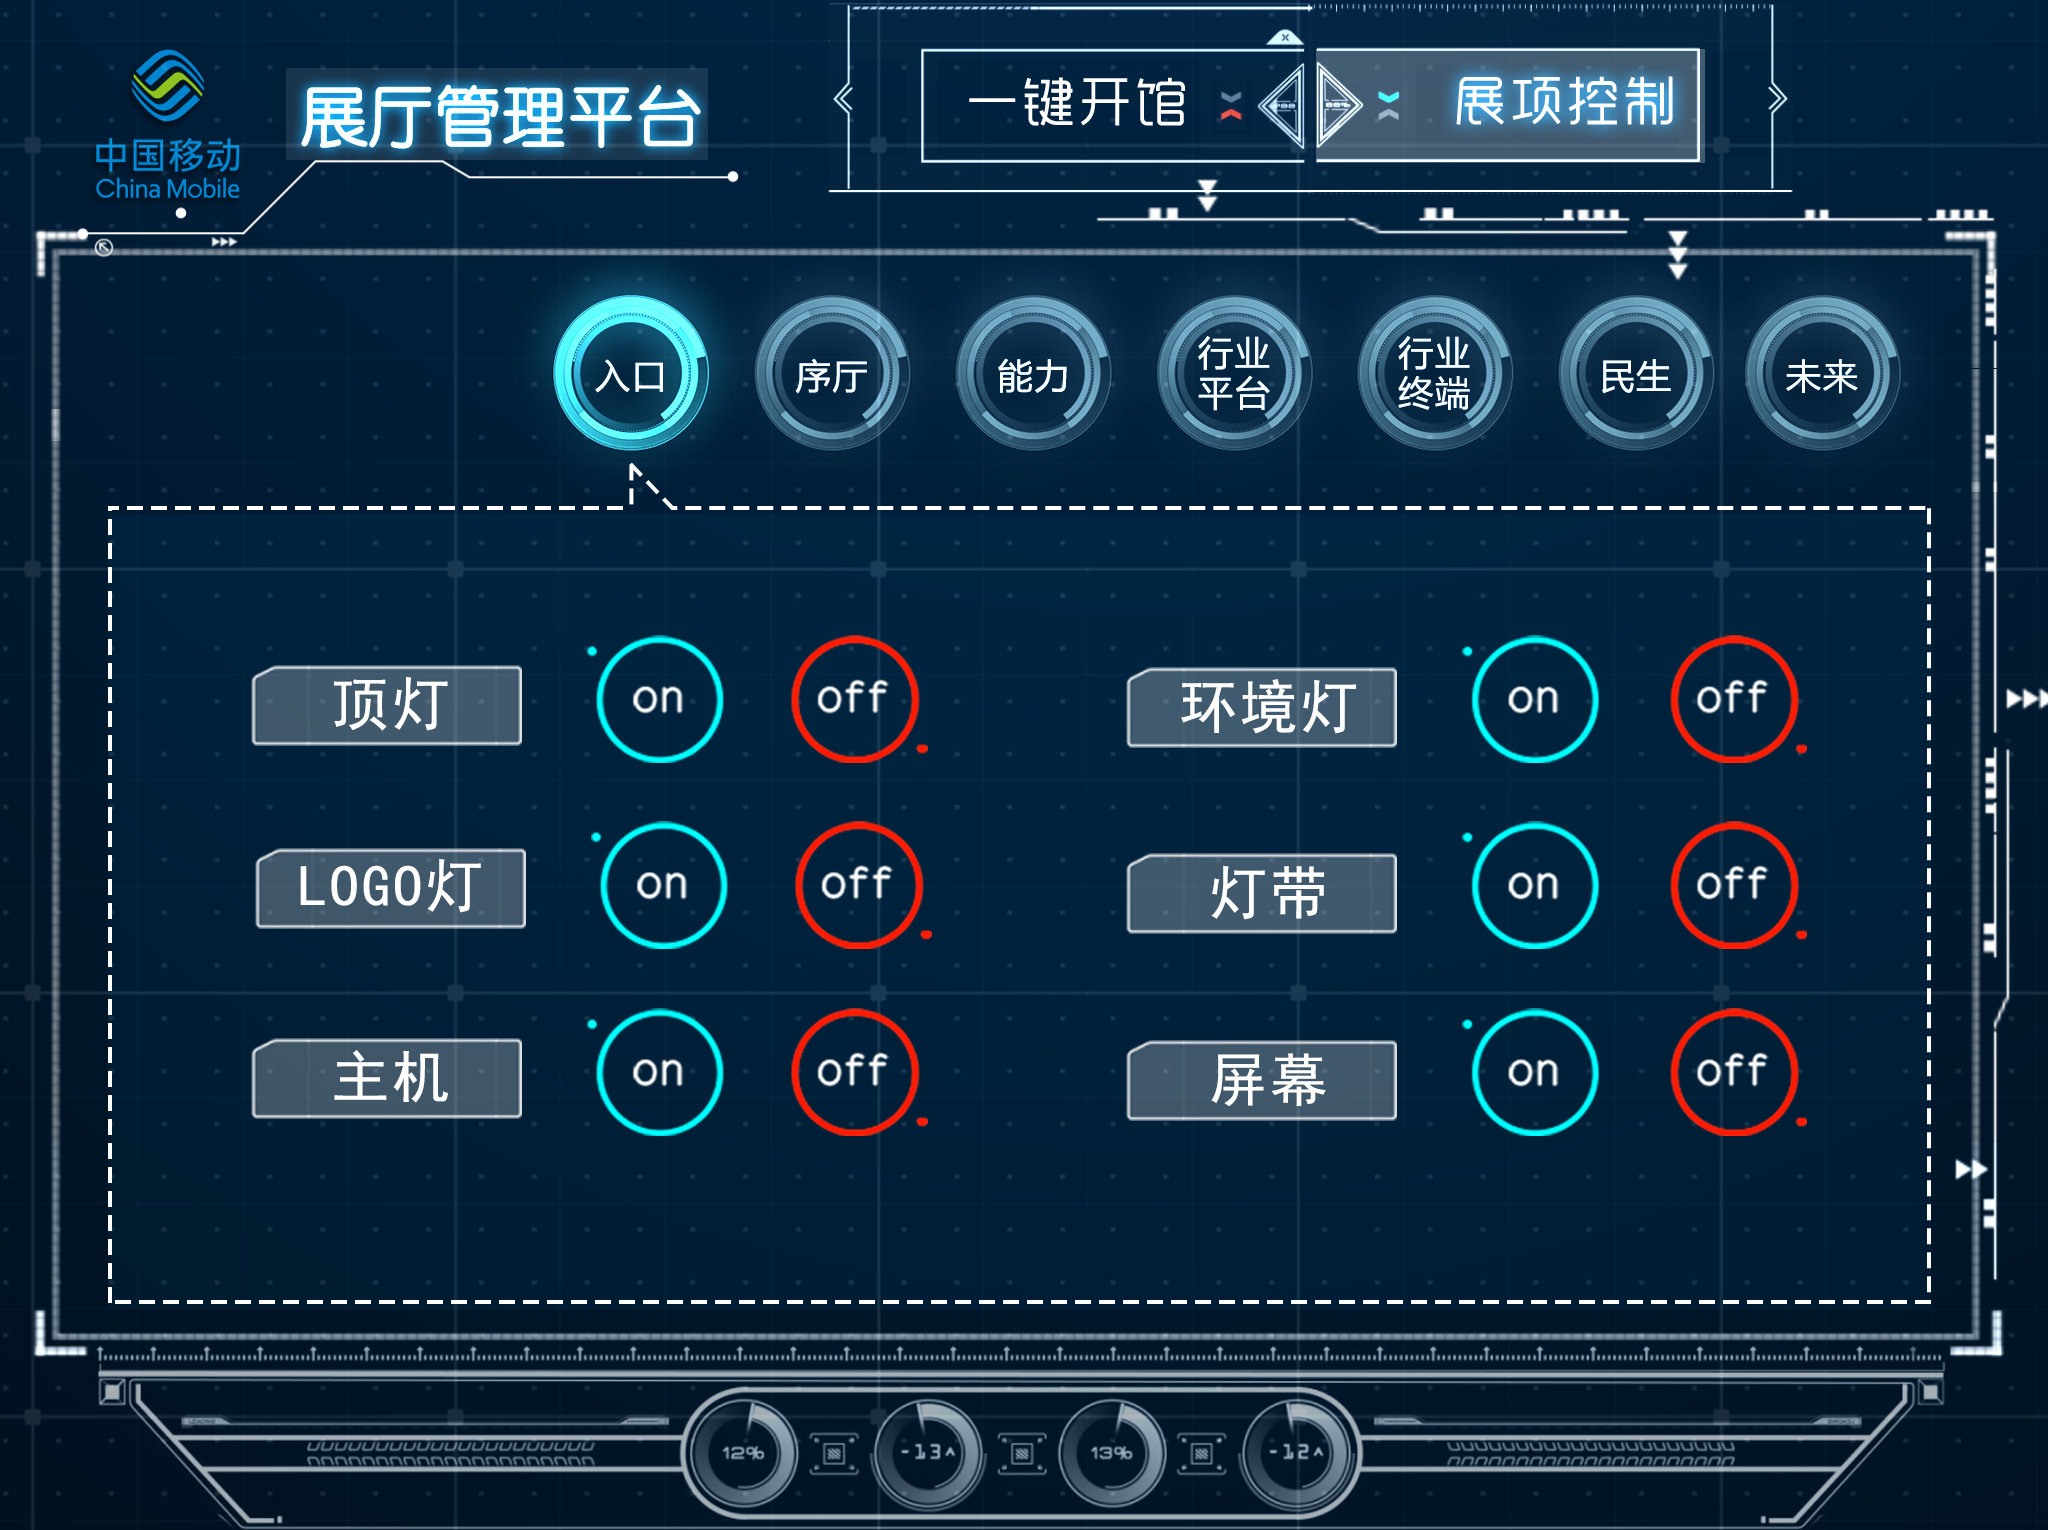 中国移动
China Mobile
展厅管理平台
一键开馆
展项控制
入口
序厅
能力
行业
平台
行业
终端
民生
未来
顶灯
on
off
环境灯
on
off
LOGO灯
on
off
灯带
on
off
主机
on
off
屏幕
on
off
12%
-13^
13%
-12^